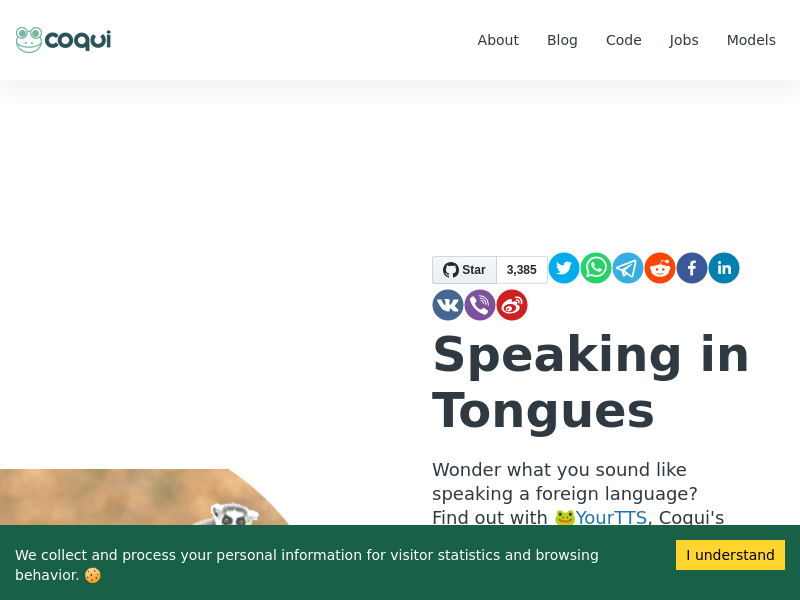 coqui
About Blog Code Jobs Models
Star 3,385
Speaking in
Tongues
Wonder what you sound like
speaking a foreign language?
Find out with 🐸YourTTS, Coqui's
We collect and process your personal information for visitor statistics and browsing
behavior. 🍪
I understand